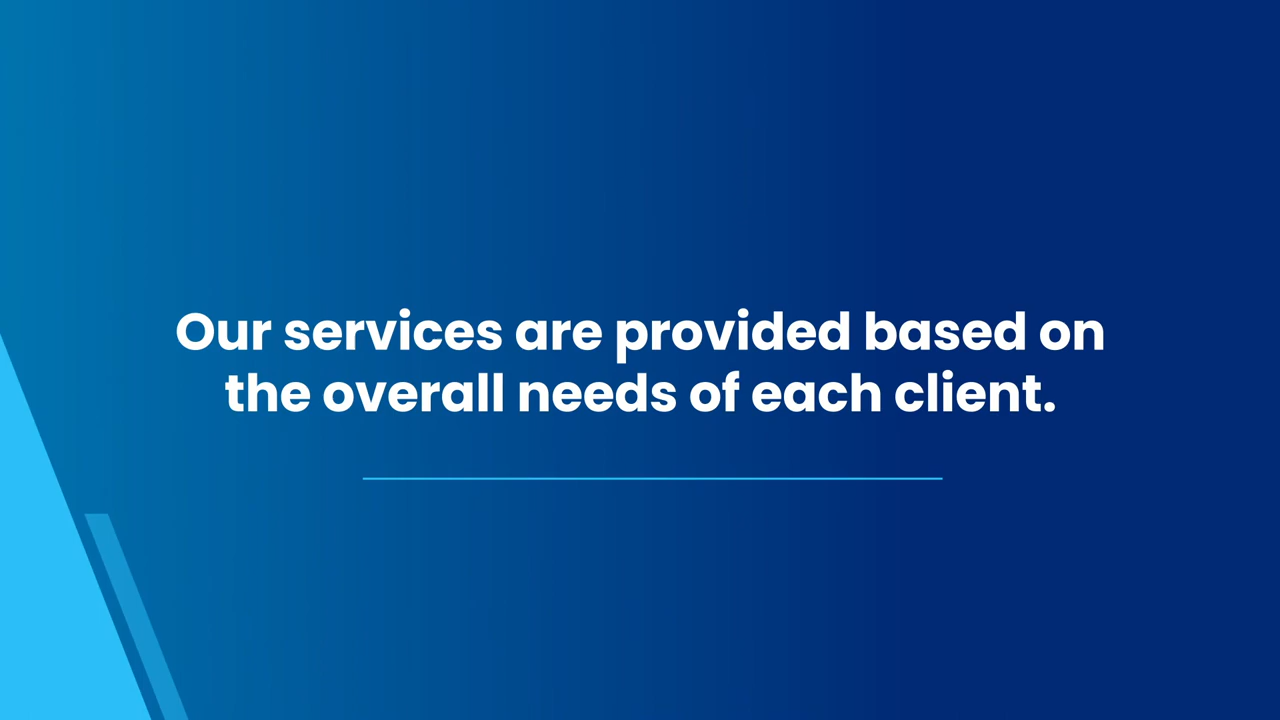 Our services are provided based on
the overall needs of each client.